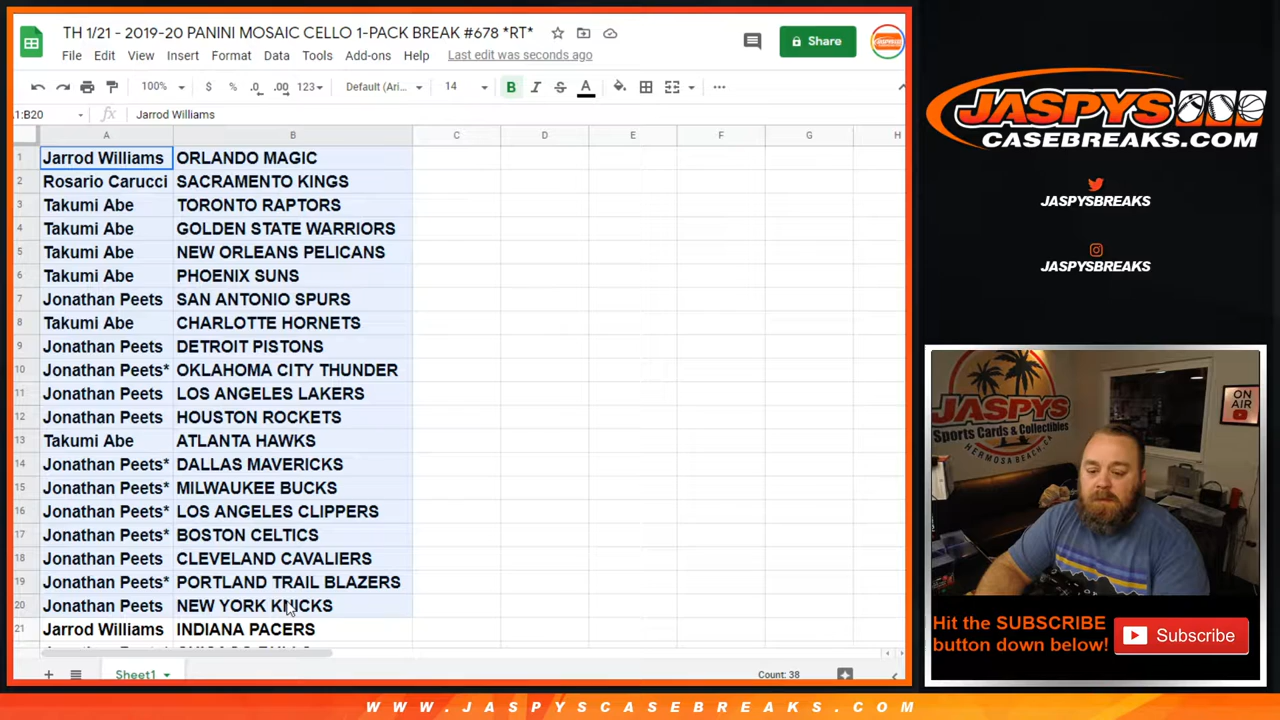 TH 1/21 - 2019-20 PANINI MOSAIC CELLO 1-PACK BREAK #678 *RT*
Share
File Edit View Insert Format Data Tools Add-ons Help Last edit was seconds ago
100% $ % .0 .00 123 Default (Ari... 14 B I S A
1:B20 fx Jarrod Williams
A B C D E F G H
1 Jarrod Williams ORLANDO MAGIC
2 Rosario Carucci SACRAMENTO KINGS
3 Takumi Abe TORONTO RAPTORS
4 Takumi Abe GOLDEN STATE WARRIORS
5 Takumi Abe NEW ORLEANS PELICANS
6 Takumi Abe PHOENIX SUNS
7 Jonathan Peets SAN ANTONIO SPURS
8 Takumi Abe CHARLOTTE HORNETS
9 Jonathan Peets DETROIT PISTONS
10 Jonathan Peets* OKLAHOMA CITY THUNDER
11 Jonathan Peets LOS ANGELES LAKERS
12 Jonathan Peets HOUSTON ROCKETS
13 Takumi Abe ATLANTA HAWKS
14 Jonathan Peets* DALLAS MAVERICKS
15 Jonathan Peets* MILWAUKEE BUCKS
16 Jonathan Peets* LOS ANGELES CLIPPERS
17 Jonathan Peets* BOSTON CELTICS
18 Jonathan Peets CLEVELAND CAVALIERS
19 Jonathan Peets* PORTLAND TRAIL BLAZERS
20 Jonathan Peets NEW YORK KNICKS
21 Jarrod Williams INDIANA PACERS
Sheet1 Count: 38
JASPYS
CASEBREAKS.COM
JASPYSBREAKS
JASPYSBREAKS
JASPYS
Sports Cards & Collectibles
HERMOSA BEACH, CA
ON
AIR
Hit the SUBSCRIBE
button down below!
Subscribe
WWW.JASPYSCASEBREAKS.COM